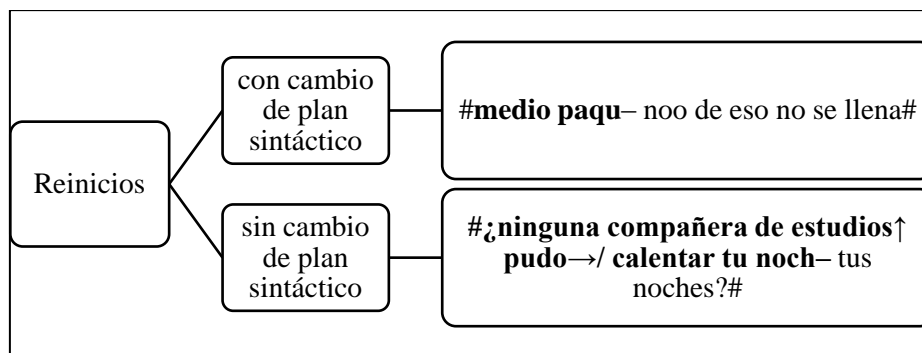 Reinicios
con cambio
de plan
sintáctico
#medio paqu– noo de eso no se llena#
sin cambio
de plan
sintáctico
#¿ninguna compañera de estudios↑
pudo→/ calentar tu noch– tus
noches?#